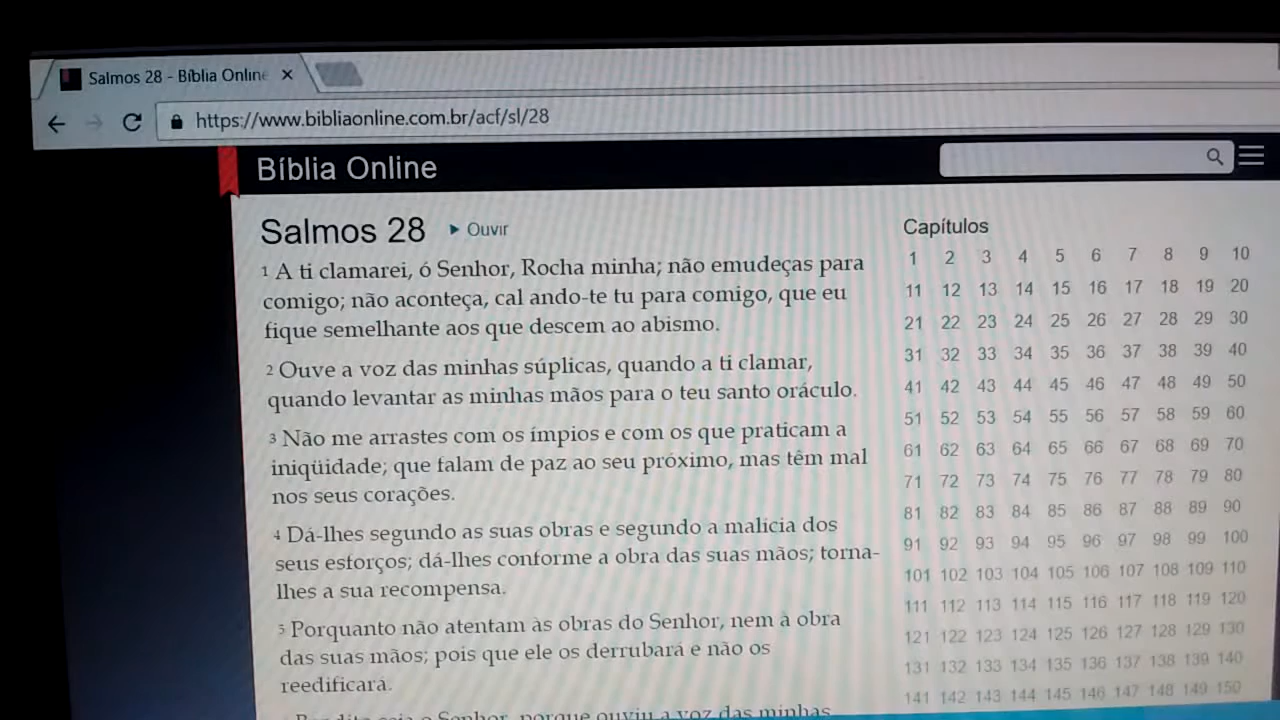 Salmos 28 - Bíblia Online
https://www.bibliaonline.com.br/acf/sl/28
Bíblia Online
Salmos 28 Ouvir
1 A ti clamarei, ó Senhor, Rocha minha; não emudeças para
comigo; não aconteça, cal ando-te tu para comigo, que eu
fique semelhante aos que descem ao abismo.
2 Ouve a voz das minhas súplicas, quando a ti clamar,
quando levantar as minhas mãos para o teu santo oráculo.
3 Não me arrastes com os ímpios e com os que praticam a
iniqüidade; que falam de paz ao seu próximo, mas têm mal
nos seus corações.
4 Dá-lhes segundo as suas obras e segundo a malícia dos
seus esforços; dá-lhes conforme a obra das suas mãos; torna-
lhes a sua recompensa.
5 Porquanto não atentam às obras do Senhor, nem à obra
das suas mãos; pois que ele os derrubará e não os
reedificará.
seja o Senhor, porque ouviu a voz das minhas
Capítulos
1 2 3 4 5 6 7 8 9 10
11 12 13 14 15 16 17 18 19 20
21 22 23 24 25 26 27 28 29 30
31 32 33 34 35 36 37 38 39 40
41 42 43 44 45 46 47 48 49 50
51 52 53 54 55 56 57 58 59 60
61 62 63 64 65 66 67 68 69 70
71 72 73 74 75 76 77 78 79 80
81 82 83 84 85 86 87 88 89 90
91 92 93 94 95 96 97 98 99 100
101 102 103 104 105 106 107 108 109 110
111 112 113 114 115 116 117 118 119 120
121 122 123 124 125 126 127 128 129 130
131 132 133 134 135 136 137 138 139 140
141 142 143 144 145 146 147 148 149 150